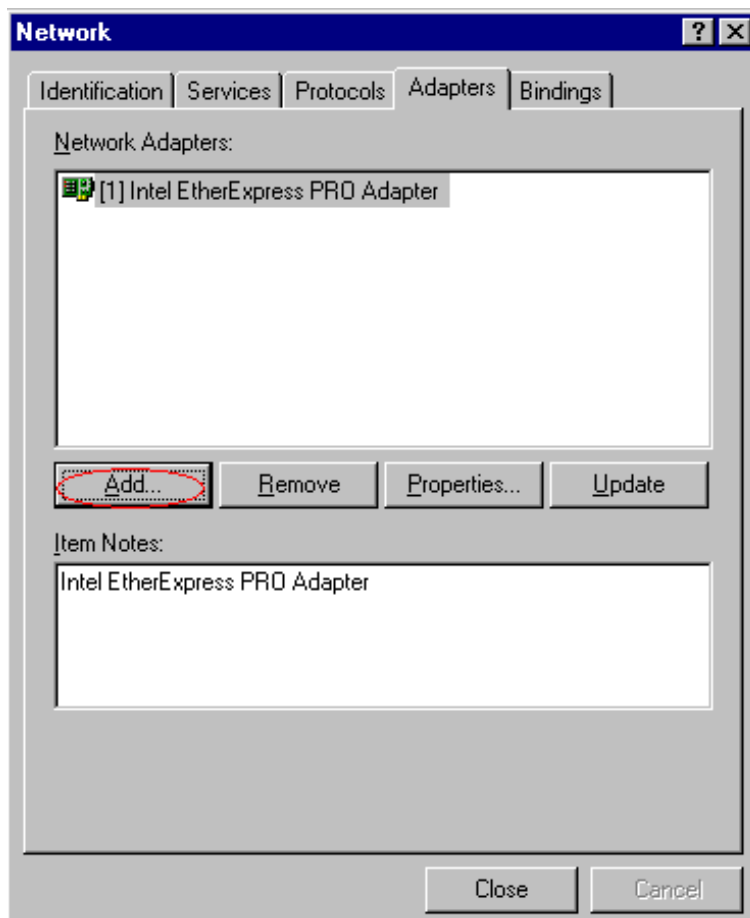 Network
Identification Services Protocols Adapters Bindings
Network Adapters:
[1] Intel EtherExpress PRO Adapter
Add... Remove Properties... Update
Item Notes:
Intel EtherExpress PRO Adapter
Close Cancel